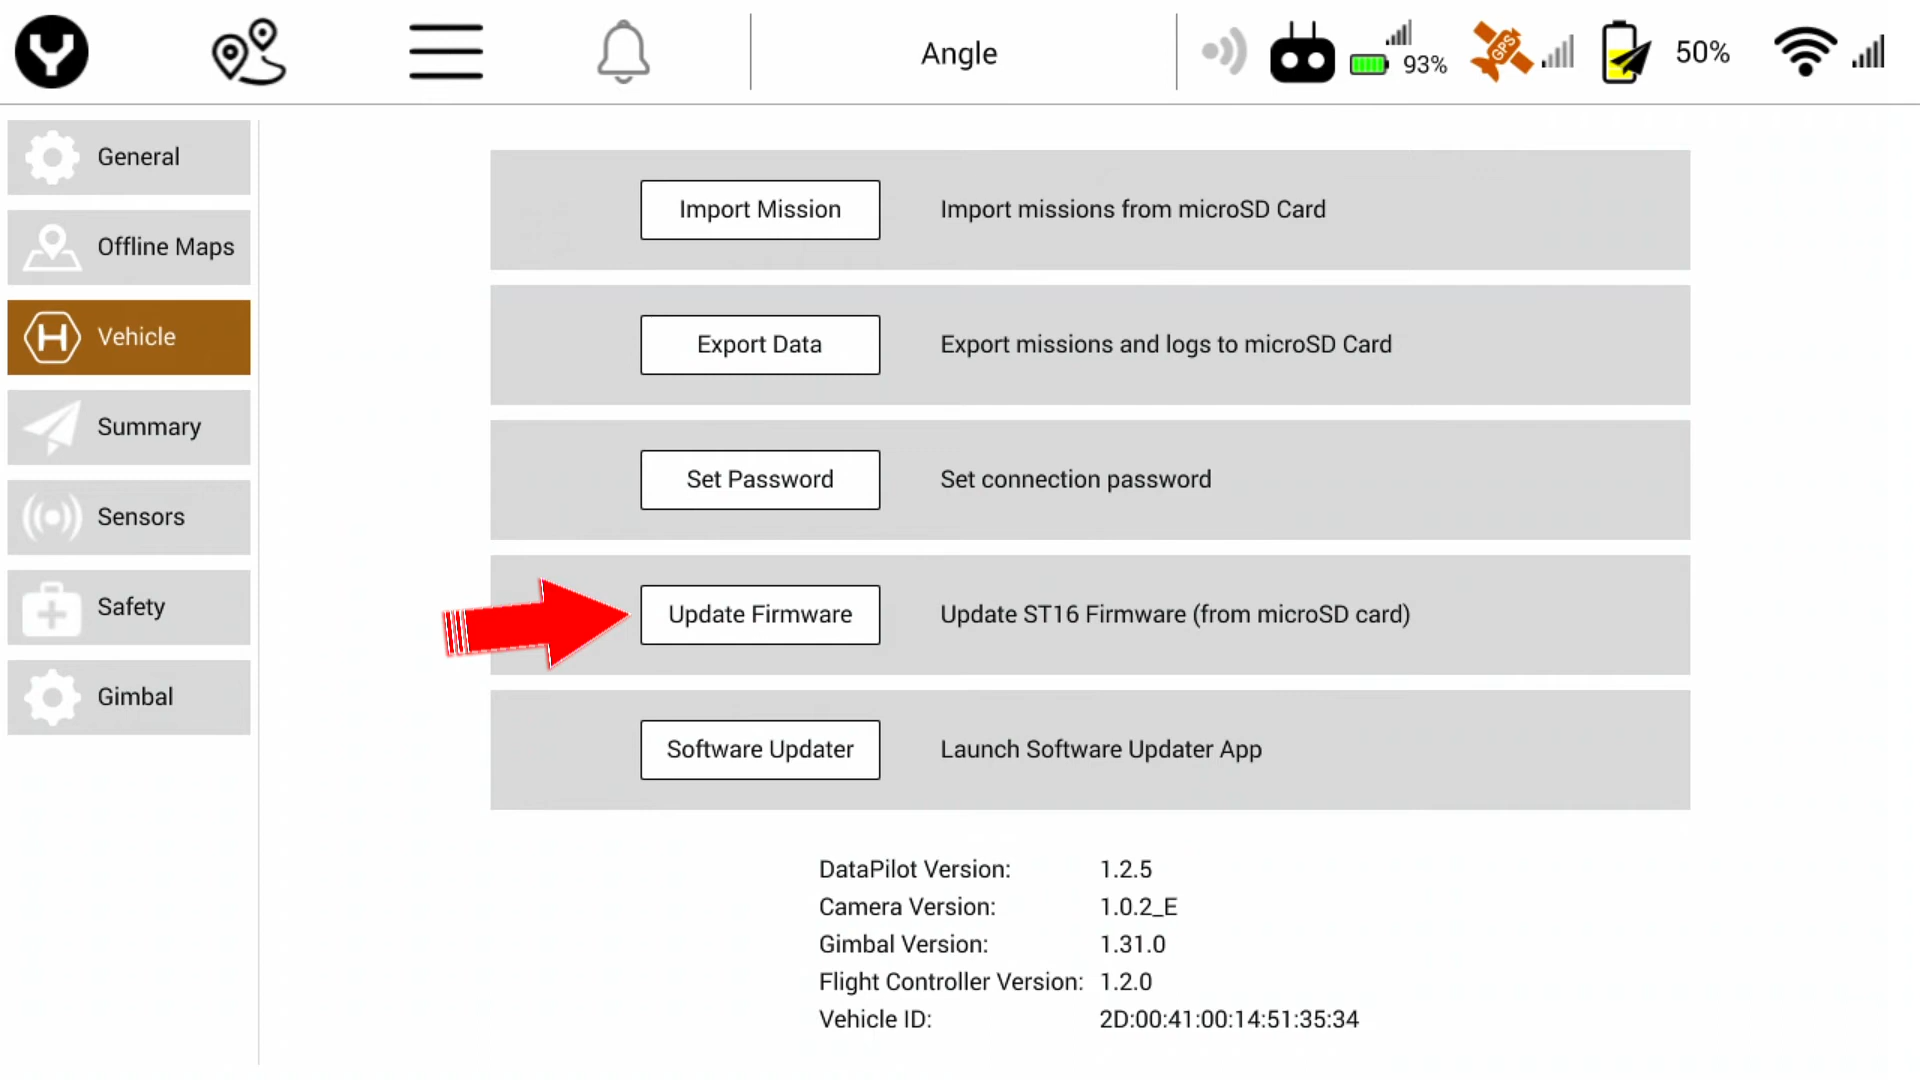 Angle
93%
GPS
50%
General
Offline Maps
Vehicle
Summary
Sensors
Safety
Gimbal
Import Mission
Import missions from microSD Card
Export Data
Export missions and logs to microSD Card
Set Password
Set connection password
Update Firmware
Update ST16 Firmware (from microSD card)
Software Updater
Launch Software Updater App
DataPilot Version: 1.2.5
Camera Version: 1.0.2_E
Gimbal Version: 1.31.0
Flight Controller Version: 1.2.0
Vehicle ID: 2D:00:41:00:14:51:35:34